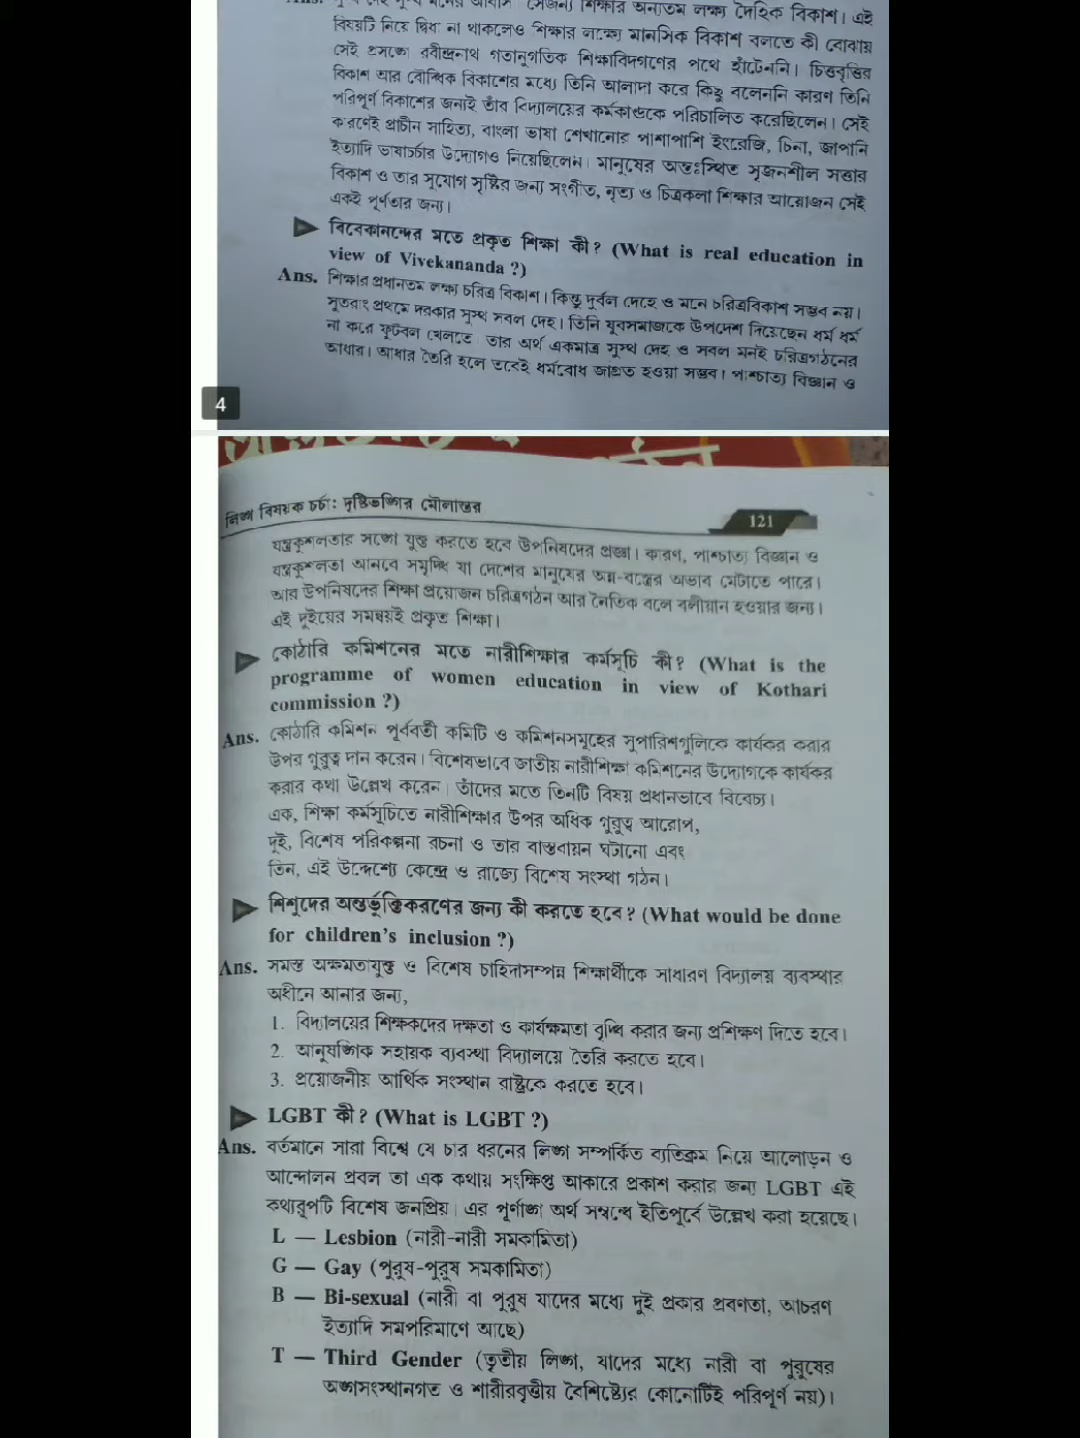 শিক্ষার অন্যতম লক্ষ্য দৈহিক বিকাশ। এই
বিষয়টি নিয়ে দ্বিধা না থাকলেও শিক্ষার লক্ষ্যে মানসিক বিকাশ বলতে কী বোঝায়
সেই প্রসঙ্গে রবীন্দ্রনাথ গতানুগতিক শিক্ষাবিদগণের পথে হাঁটেননি। চিত্তবৃত্তির
বিকাশ আর বৌদ্ধিক বিকাশের মধ্যে তিনি আলাদা করে কিছু বলেননি কারণ তিনি
পরিপূর্ণ বিকাশের জন্যই তাঁর বিদ্যালয়ের কর্মকাণ্ডকে পরিচালিত করেছিলেন। সেই
কারণেই প্রাচীন সাহিত্য, বাংলা ভাষা শেখানোর পাশাপাশি ইংরেজি, চিনা, জাপানি
ইত্যাদি ভাষাচর্চার উদ্যোগও নিয়েছিলেন। মানুষের অন্তঃস্থিত সৃজনশীল সত্তার
বিকাশ ও তার সুযোগ সৃষ্টির জন্য সংগীত, নৃত্য ও চিত্রকলা শিক্ষার আয়োজন সেই
একই পূর্ণতার জন্য।
বিবেকানন্দের মতে প্রকৃত শিক্ষা কী? (What is real education in
view of Vivekananda ?)
Ans. শিক্ষার প্রধানতম লক্ষ্য চরিত্র বিকাশ। কিন্তু দুর্বল দেহে ও মনে চরিত্রবিকাশ সম্ভব নয়।
সুতরাং প্রথমে দরকার সুস্থ সবল দেহ। তিনি যুবসমাজকে উপদেশ দিয়েছেন ধর্ম ধর্ম
না করে ফুটবল খেলতে তার অর্থ একমাত্র সুস্থ দেহ ও সবল মনই চরিত্রগঠনের
আধার। আধার তৈরি হলে তবেই ধর্মবোধ জাগ্রত হওয়া সম্ভব। পাশ্চাত্য বিজ্ঞান ও
4
লিঙ্গ বিষয়ক চর্চা: দৃষ্টিভঙ্গির মৌলান্তর
121
যন্ত্রকুশলতার সঙ্গে যুক্ত করতে হবে উপনিষদের প্রজ্ঞা। কারণ, পাশ্চাত্য বিজ্ঞান ও
যন্ত্রকুশলতা আনবে সমৃদ্ধি যা দেশের মানুষের অন্ন-বস্ত্রের অভাব মেটাতে পারে।
আর উপনিষদের শিক্ষা প্রয়োজন চরিত্রগঠন আর নৈতিক বলে বলীয়ান হওয়ার জন্য।
এই দুইয়ের সমন্বয়ই প্রকৃত শিক্ষা।
কোঠারি কমিশনের মতে নারীশিক্ষার কর্মসূচি কী? (What is the
programme of women education in view of Kothari
commission ?)
Ans. কোঠারি কমিশন পূর্ববর্তী কমিটি ও কমিশনসমূহের সুপারিশগুলিকে কার্যকর করার
উপর গুরুত্ব দান করেন। বিশেষভাবে জাতীয় নারীশিক্ষা কমিশনের উদ্যোগকে কার্যকর
করার কথা উল্লেখ করেন। তাঁদের মতে তিনটি বিষয় প্রধানভাবে বিবেচ্য।
এক, শিক্ষা কর্মসূচিতে নারীশিক্ষার উপর অধিক গুরুত্ব আরোপ,
দুই, বিশেষ পরিকল্পনা রচনা ও তার বাস্তবায়ন ঘটানো এবং
তিন, এই উদ্দেশ্যে কেন্দ্রে ও রাজ্যে বিশেষ সংস্থা গঠন।
শিশুদের অন্তর্ভুক্তিকরণের জন্য কী করতে হবে? (What would be done
for children's inclusion ?)
Ans. সমস্ত অক্ষমতাযুক্ত ও বিশেষ চাহিদাসম্পন্ন শিক্ষার্থীকে সাধারণ বিদ্যালয় ব্যবস্থার
অধীনে আনার জন্য,
1. বিদ্যালয়ের শিক্ষকদের দক্ষতা ও কার্যক্ষমতা বৃদ্ধি করার জন্য প্রশিক্ষণ দিতে হবে।
2. আনুষঙ্গিক সহায়ক ব্যবস্থা বিদ্যালয়ে তৈরি করতে হবে।
3. প্রয়োজনীয় আর্থিক সংস্থান রাষ্ট্রকে করতে হবে।
LGBT কী? (What is LGBT ?)
Ans. বর্তমানে সারা বিশ্বে যে চার ধরনের লিঙ্গ সম্পর্কিত ব্যতিক্রম নিয়ে আলোড়ন ও
আন্দোলন প্রবল তা এক কথায় সংক্ষিপ্ত আকারে প্রকাশ করার জন্য LGBT এই
কথারূপটি বিশেষ জনপ্রিয়। এর পূর্ণাঙ্গ অর্থ সম্বন্ধে ইতিপূর্বে উল্লেখ করা হয়েছে।
L — Lesbion (নারী-নারী সমকামিতা)
G — Gay (পুরুষ-পুরুষ সমকামিতা)
B — Bi-sexual (নারী বা পুরুষ যাদের মধ্যে দুই প্রকার প্রবণতা, আচরণ
ইত্যাদি সমপরিমাণে আছে)
T — Third Gender (তৃতীয় লিঙ্গ, যাদের মধ্যে নারী বা পুরুষের
অঙ্গসংস্থানগত ও শারীরবৃত্তীয় বৈশিষ্ট্যের কোনোটিই পরিপূর্ণ নয়)।